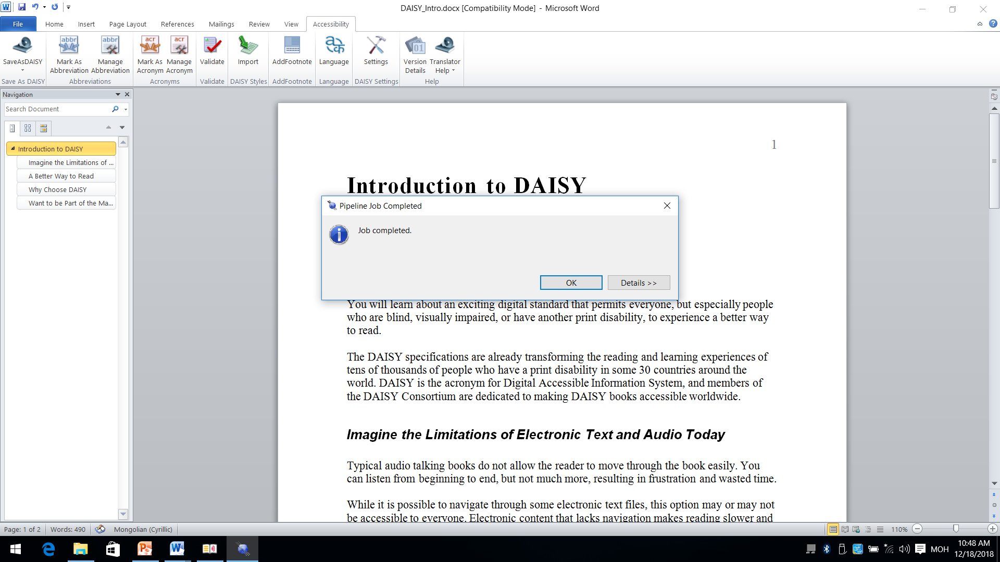 DAISY_Intro.docx [Compatibility Mode] - Microsoft Word
File Home Insert Page Layout References Mailings Review View Accessibility
SaveAsDAISY
Mark As Abbreviation
Manage Abbreviation
Mark As Acronym
Manage Acronym
Validate
Import
AddFootnote
Language
Settings
Version Details
Translator Help
Save As DAISY Abbreviations Acronyms Validate DAISY Styles AddFootnote Language DAISY Settings Help
Navigation
Search Document
Introduction to DAISY
Imagine the Limitations of ...
A Better Way to Read
Why Choose DAISY
Want to be Part of the Ma...
1
Introduction to DAISY
Pipeline Job Completed
Job completed.
OK Details >>
You will learn about an exciting digital standard that permits everyone, but especially people
who are blind, visually impaired, or have another print disability, to experience a better way
to read.
The DAISY specifications are already transforming the reading and learning experiences of
tens of thousands of people who have a print disability in some 30 countries around the
world. DAISY is the acronym for Digital Accessible Information System, and members of
the DAISY Consortium are dedicated to making DAISY books accessible worldwide.
Imagine the Limitations of Electronic Text and Audio Today
Typical audio talking books do not allow the reader to move through the book easily. You
can listen from beginning to end, but not much more, resulting in frustration and wasted time.
While it is possible to navigate through some electronic text files, this option may or may not
be accessible to everyone. Electronic content that lacks navigation makes reading slower and
Page: 1 of 2 Words: 490 Mongolian (Cyrillic) 110%
МОН 10:48 AM
12/18/2018